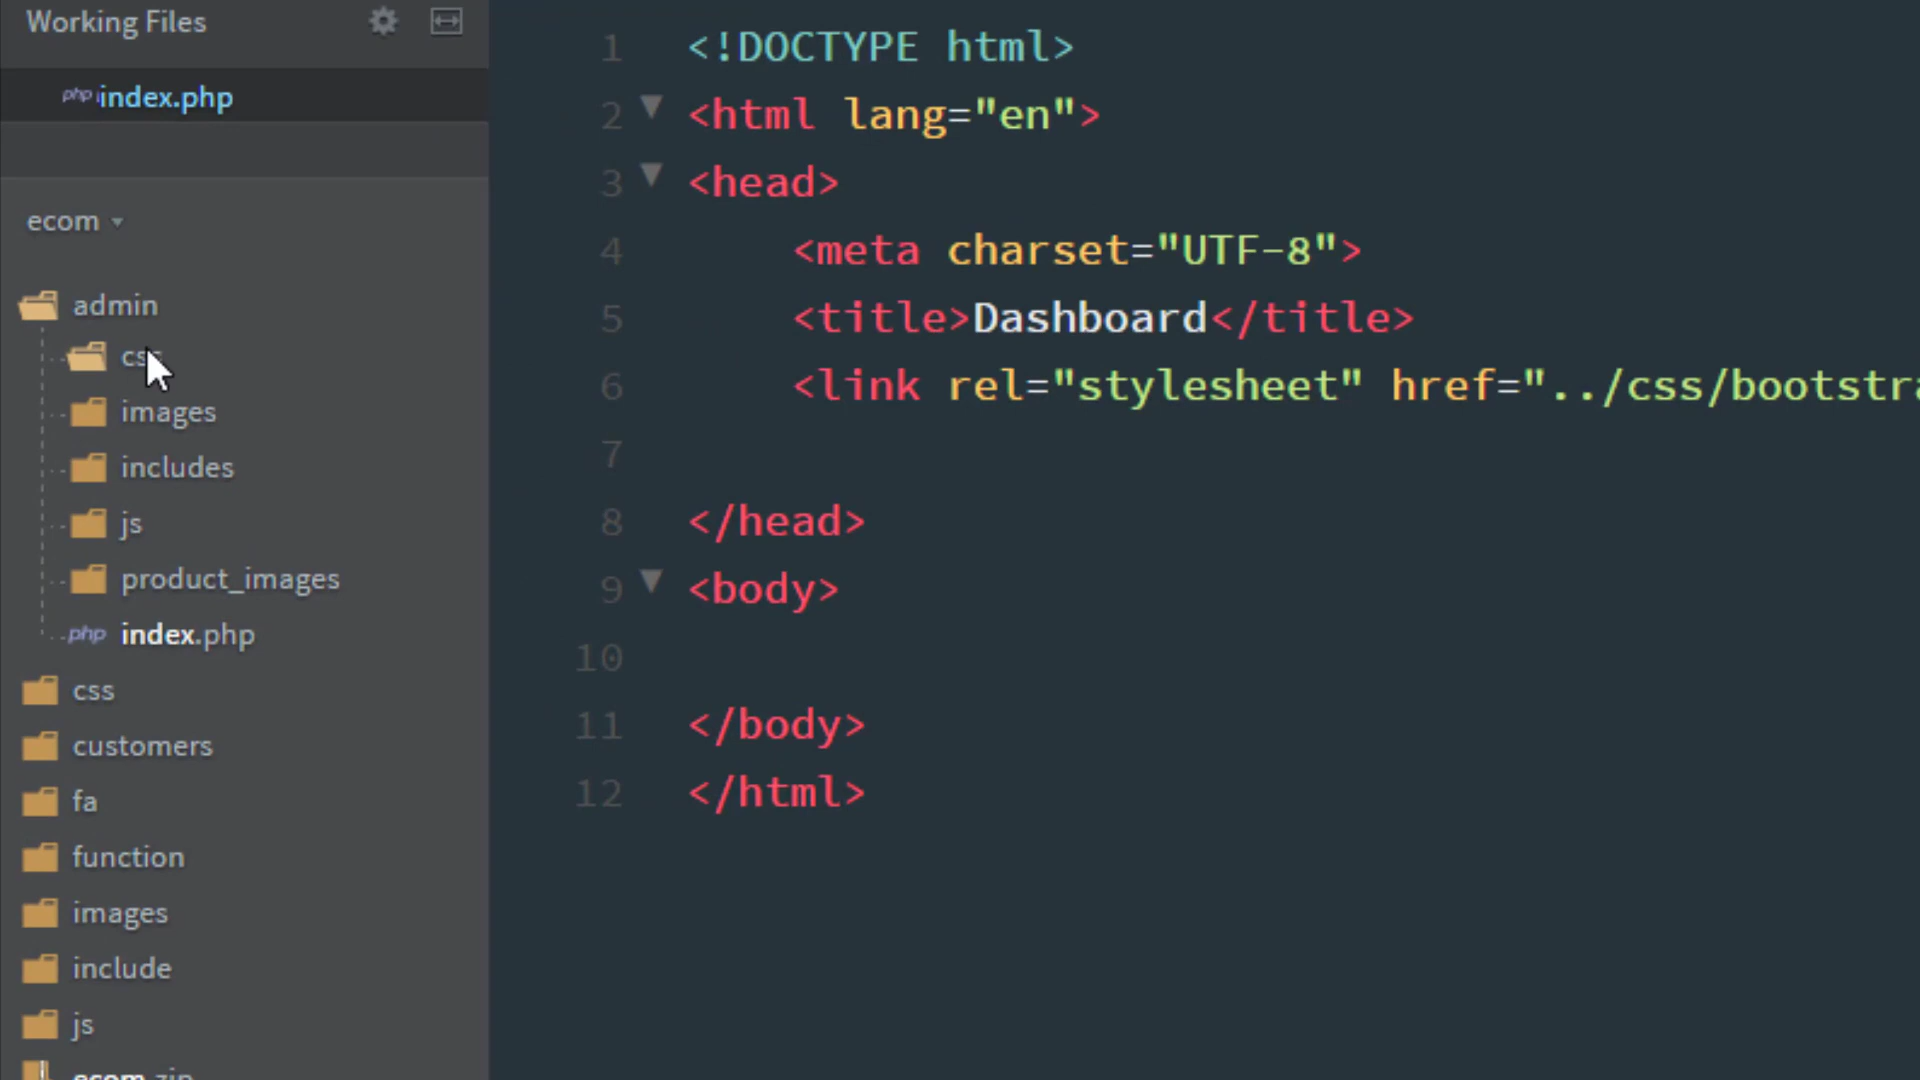 Working Files
php index.php
ecom
admin
images
includes
js
product_images
php index.php
css
customers
fa
function
images
include
js
1 <!DOCTYPE html>
2 <html lang="en">
3 <head>
4 <meta charset="UTF-8">
5 <title>Dashboard</title>
6 <link rel="stylesheet" href="../css/bootstra
7
8 </head>
9 <body>
10
11 </body>
12 </html>